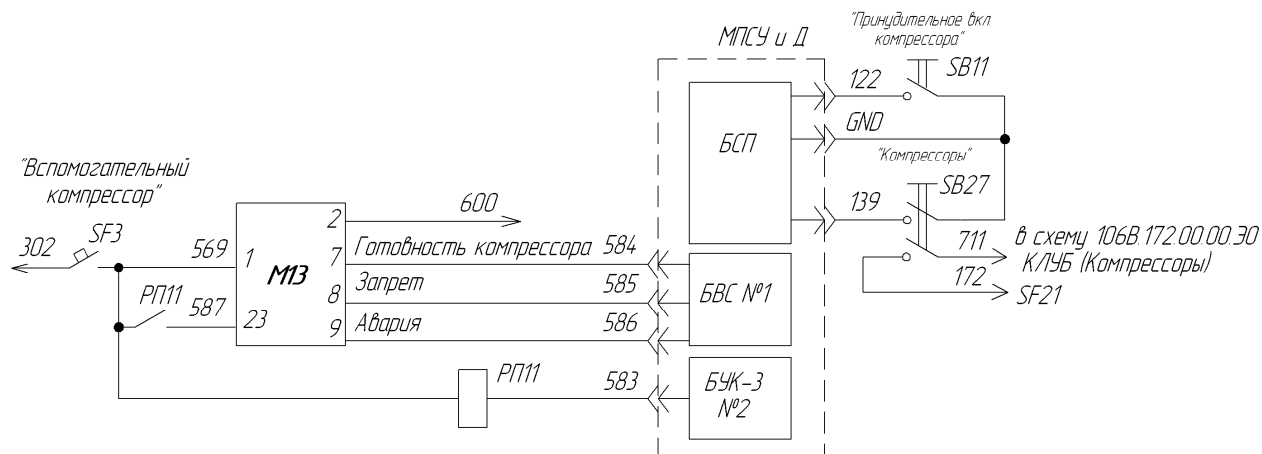 "Принудительное вкл.
компрессора"
МПСУ и Д
SB11
122
GND
БСП
"Компрессоры"
SB27
139
711
в схему 106В.172.00.00.30
КЛУБ (Компрессоры)
172
SF21
"Вспомогательный
компрессор"
SF3
302
569
1
М13
2
600
7
Готовность компрессора
584
РП11
587
23
8
Запрет
585
БВС №1
9
Авария
586
РП11
583
БУК-3
№2